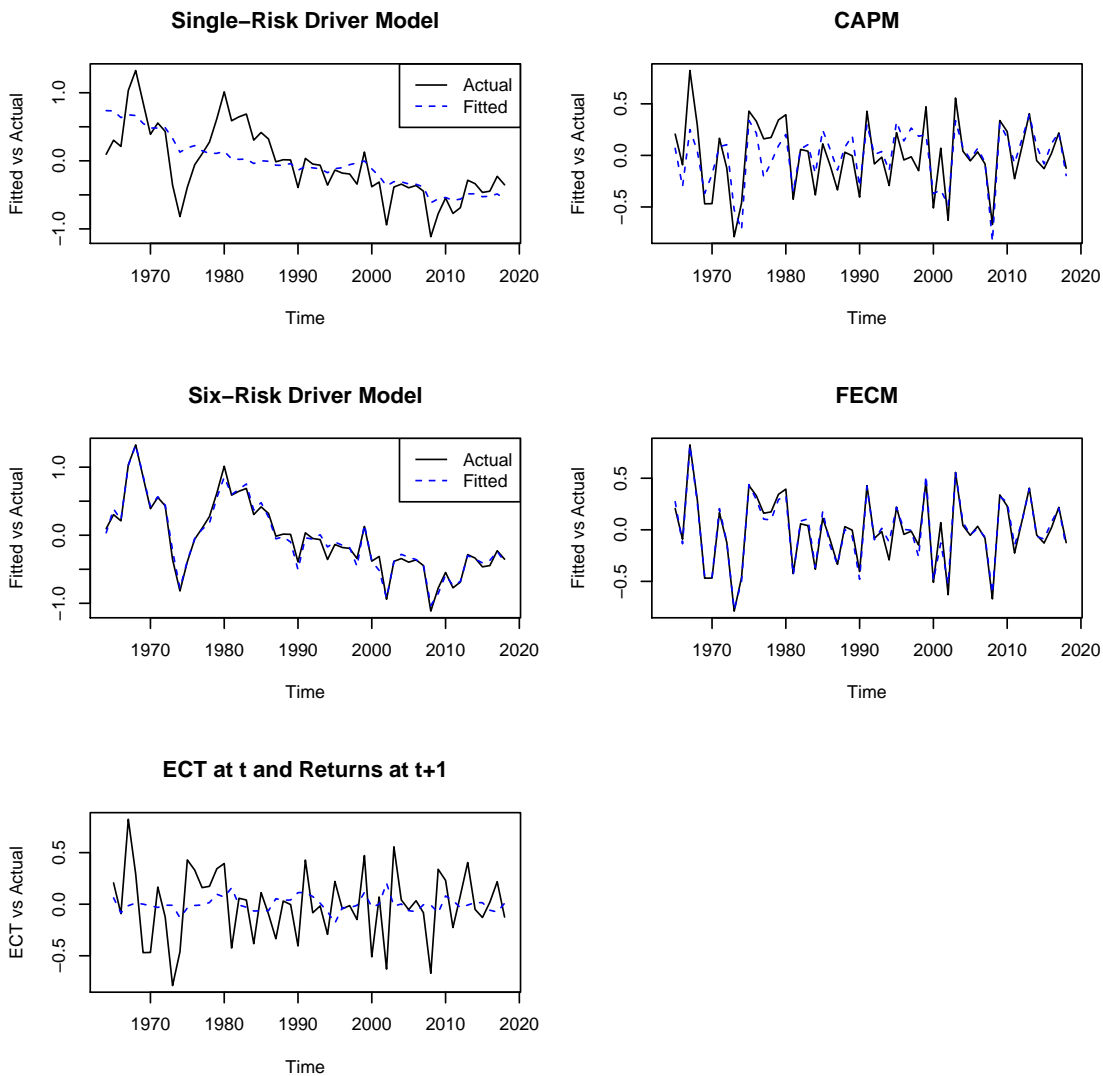 Single−Risk Driver Model
Fitted vs Actual
1.0
0.0
−1.0
Actual
Fitted
1970 1980 1990 2000 2010 2020
Time
CAPM
Fitted vs Actual
0.5
0.0
−0.5
1970 1980 1990 2000 2010 2020
Time
Six−Risk Driver Model
Fitted vs Actual
1.0
0.0
−1.0
Actual
Fitted
1970 1980 1990 2000 2010 2020
Time
FECM
Fitted vs Actual
0.5
0.0
−0.5
1970 1980 1990 2000 2010 2020
Time
ECT at t and Returns at t+1
ECT vs Actual
0.5
0.0
−0.5
1970 1980 1990 2000 2010 2020
Time